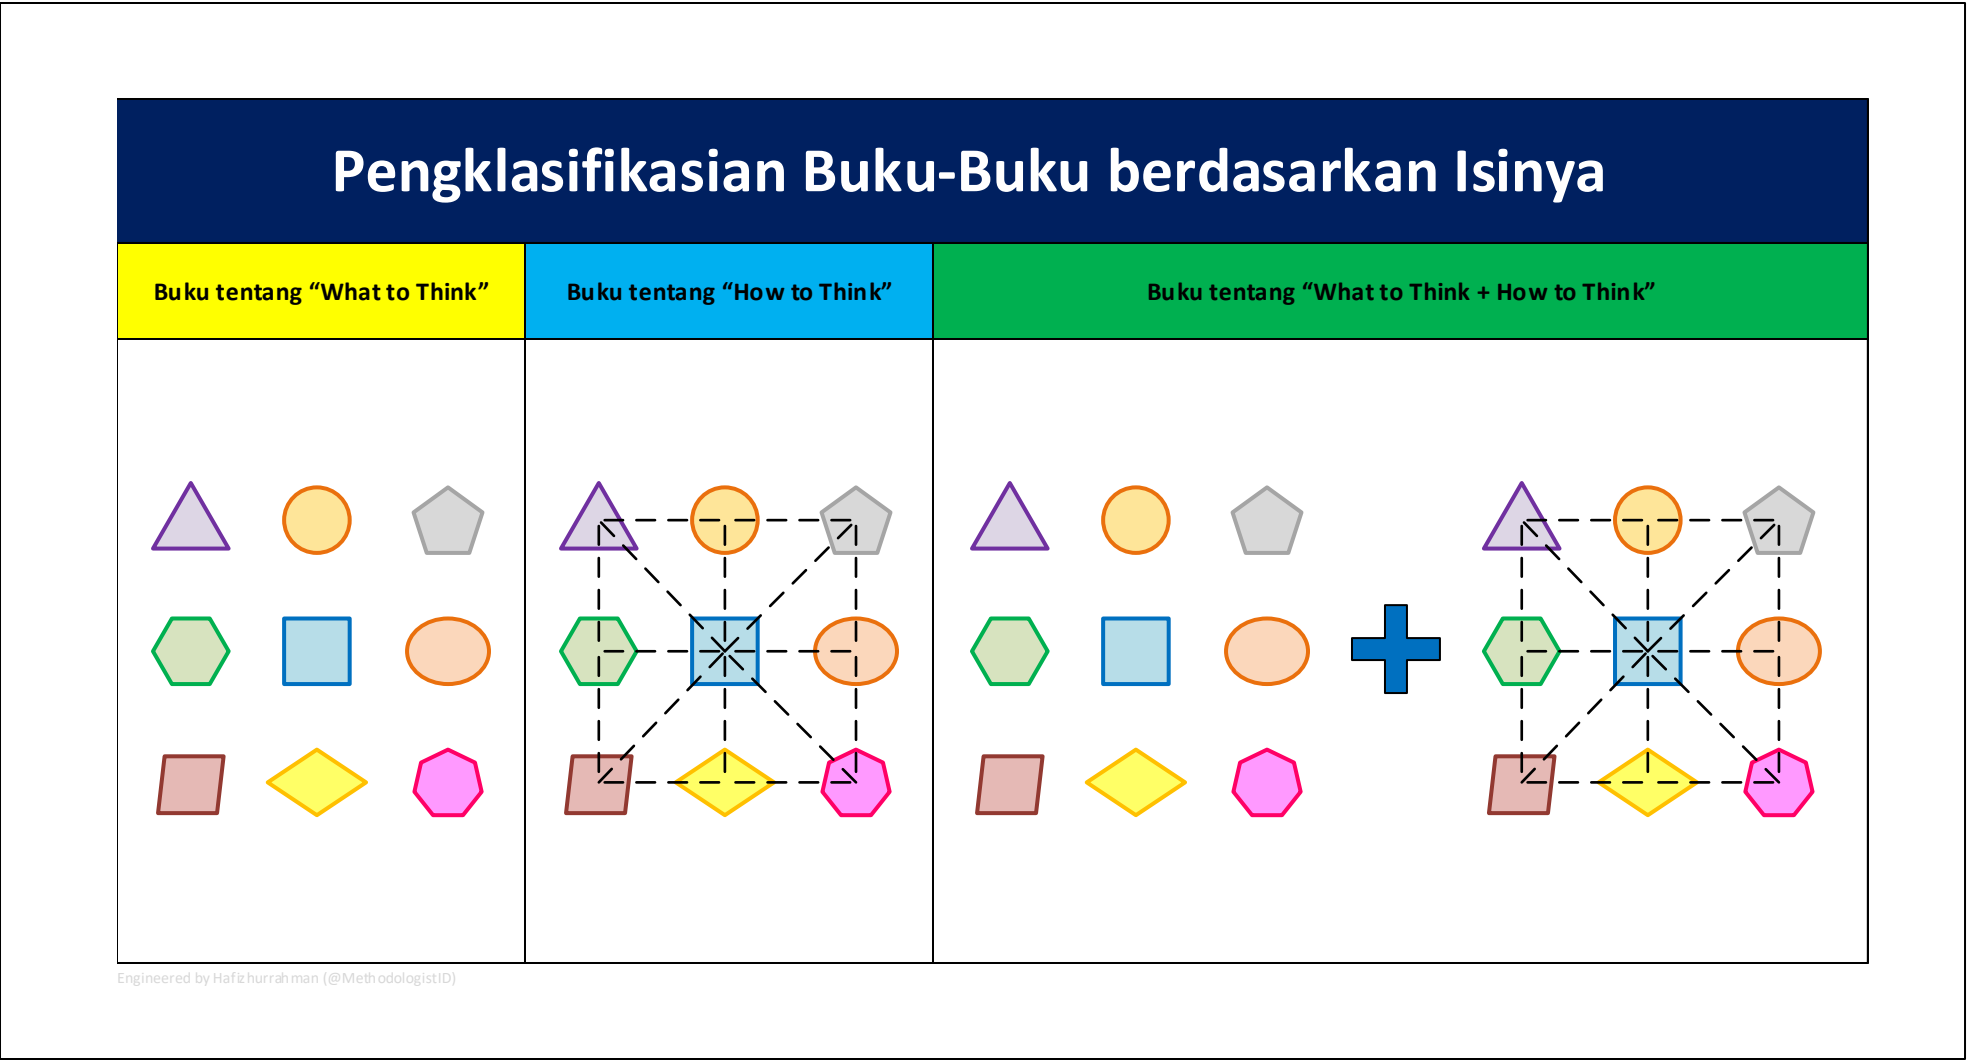 Pengklasifikasian Buku-Buku berdasarkan Isinya
Buku tentang “What to Think”
Buku tentang “How to Think”
Buku tentang “What to Think + How to Think”
Engineered by Hafizhurrahman (@MethodologistID)